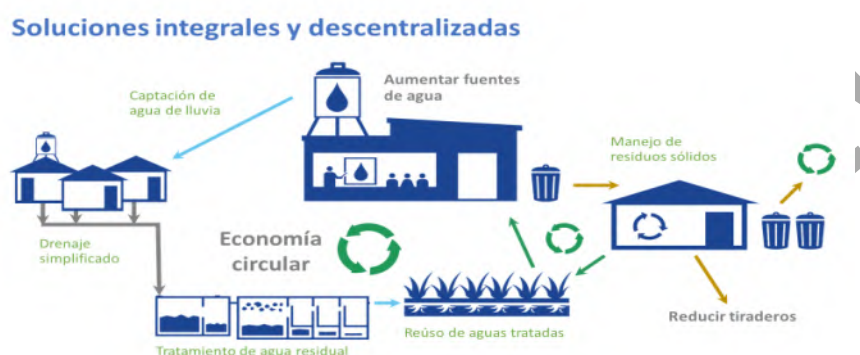 Soluciones integrales y descentralizadas
Aumentar fuentes
de agua
Captación de
agua de lluvia
Manejo de
residuos sólidos
Drenaje
simplificado
Economía
circular
Reúso de aguas tratadas
Reducir tiraderos
Tratamiento de agua residual